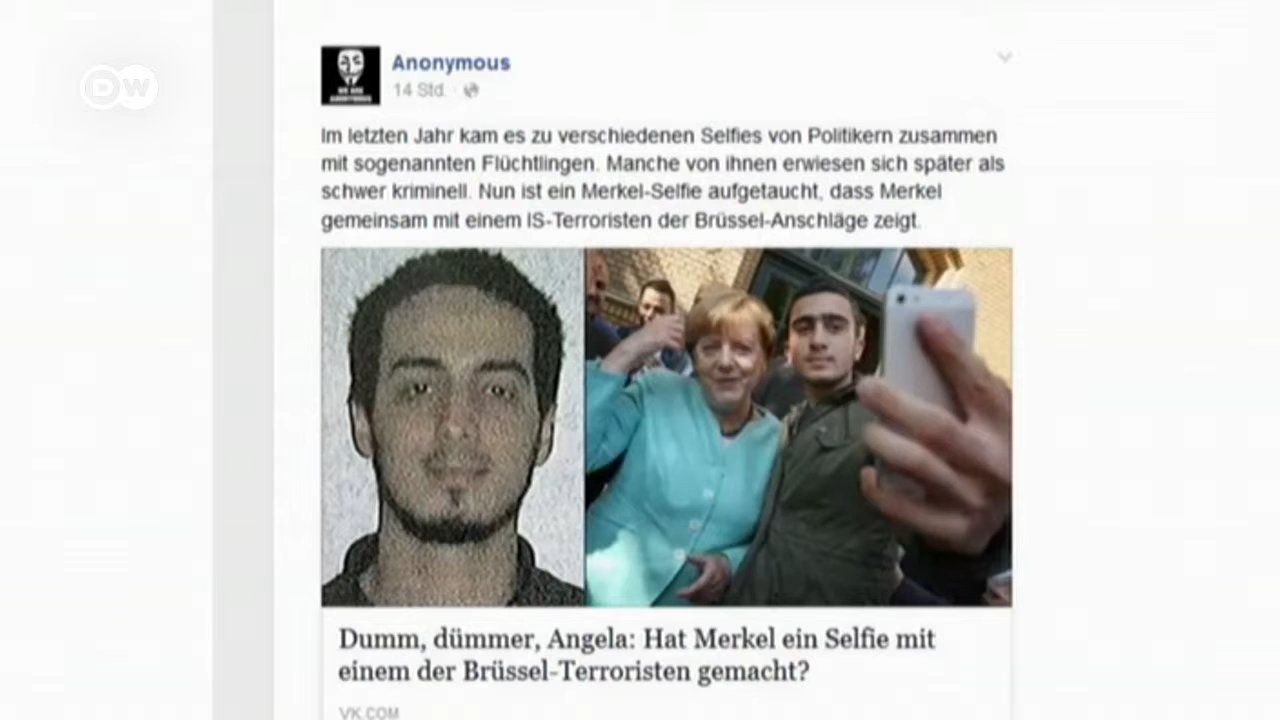 DW
Anonymous
14 Std.
Im letzten Jahr kam es zu verschiedenen Selfies von Politikern zusammen
mit sogenannten Flüchtlingen. Manche von ihnen erwiesen sich später als
schwer kriminell. Nun ist ein Merkel-Selfie aufgetaucht, dass Merkel
gemeinsam mit einem IS-Terroristen der Brüssel-Anschläge zeigt.
Dumm, dümmer, Angela: Hat Merkel ein Selfie mit
einem der Brüssel-Terroristen gemacht?
VK.COM